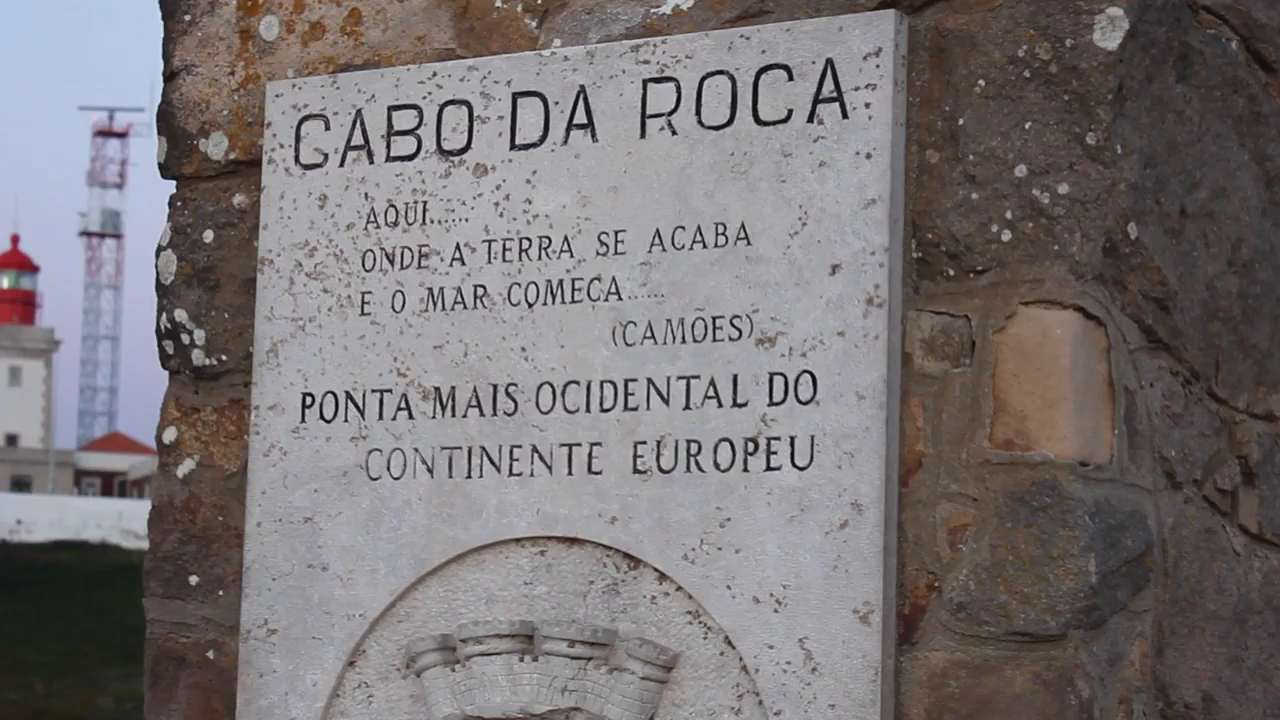 CABO DA ROCA
AQUI......
ONDE A TERRA SE ACABA
E O MAR COMEÇA......
(CAMÕES)
PONTA MAIS OCIDENTAL DO
CONTINENTE EUROPEU